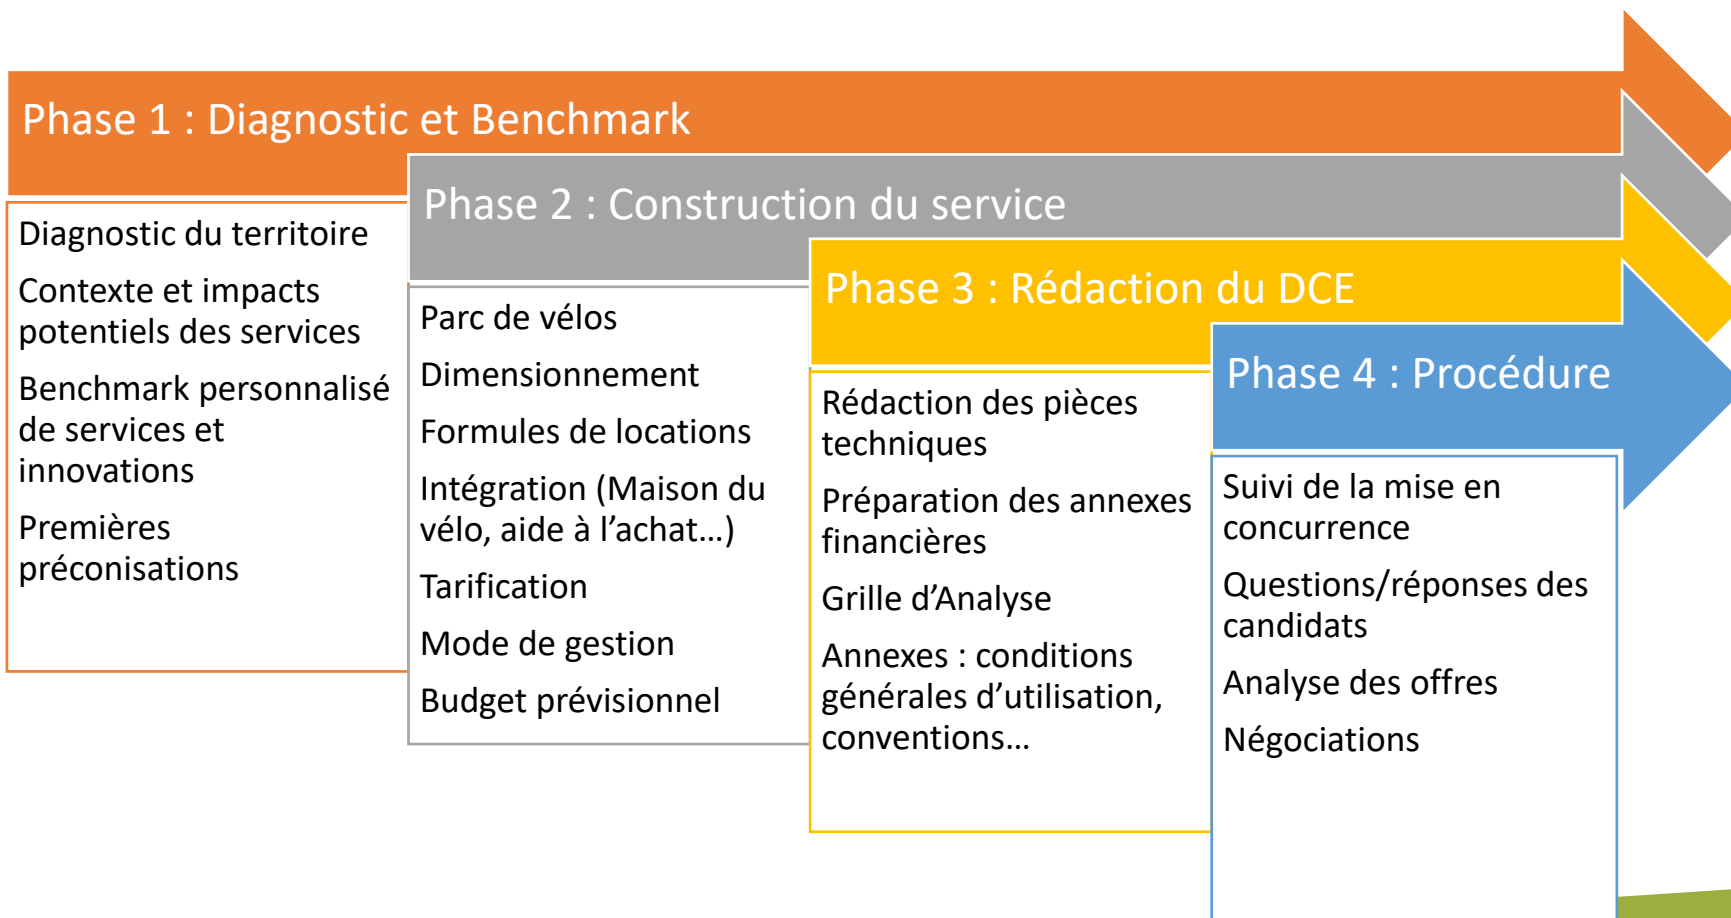 Phase 1 : Diagnostic et Benchmark
Diagnostic du territoire
Contexte et impacts
potentiels des services
Benchmark personnalisé
de services et
innovations
Premières
préconisations
Phase 2 : Construction du service
Parc de vélos
Dimensionnement
Formules de locations
Intégration (Maison du
vélo, aide à l’achat…)
Tarification
Mode de gestion
Budget prévisionnel
Phase 3 : Rédaction du DCE
Rédaction des pièces
techniques
Préparation des annexes
financières
Grille d’Analyse
Annexes : conditions
générales d’utilisation,
conventions…
Phase 4 : Procédure
Suivi de la mise en
concurrence
Questions/réponses des
candidats
Analyse des offres
Négociations